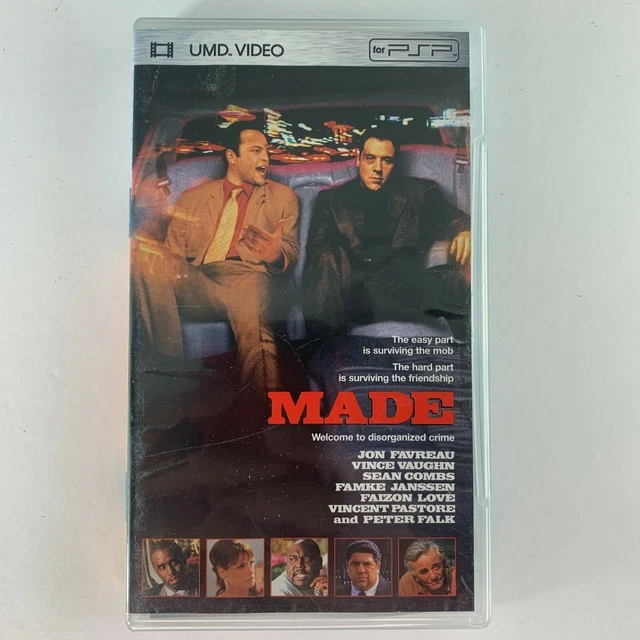 UMD. VIDEO
for PSP
The easy part
is surviving the mob
The hard part
is surviving the friendship
MADE
Welcome to disorganized crime
JON FAVREAU
VINCE VAUGHN
SEAN COMBS
FAMKE JANSSEN
FAIZON LOVE
VINCENT PASTORE
and PETER FALK